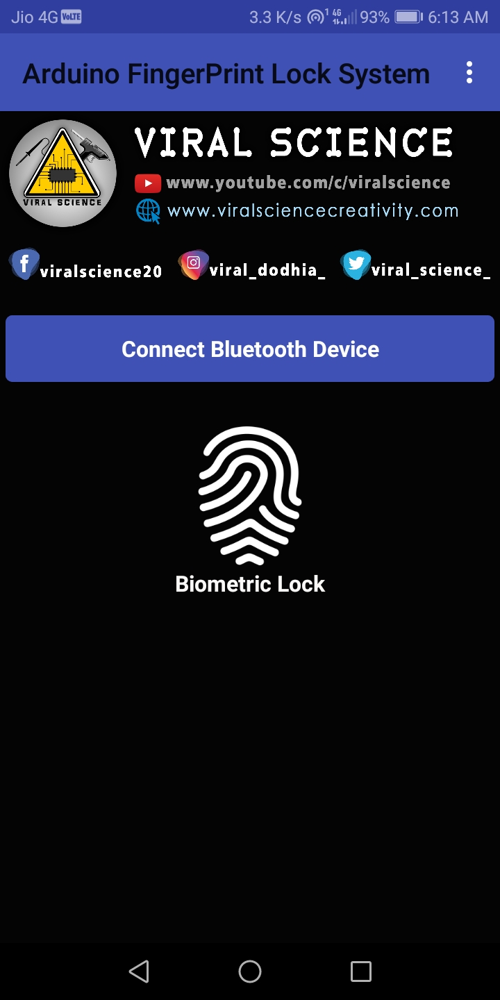 Jio 4G VoLTE 3.3 K/s 1 4G 93% 6:13 AM
Arduino FingerPrint Lock System
VIRAL SCIENCE
VIRAL SCIENCE
www.youtube.com/c/viralscience
www.viralsciencecreativity.com
f viralscience20 viral_dodhia_ viral_science_
Connect Bluetooth Device
Biometric Lock